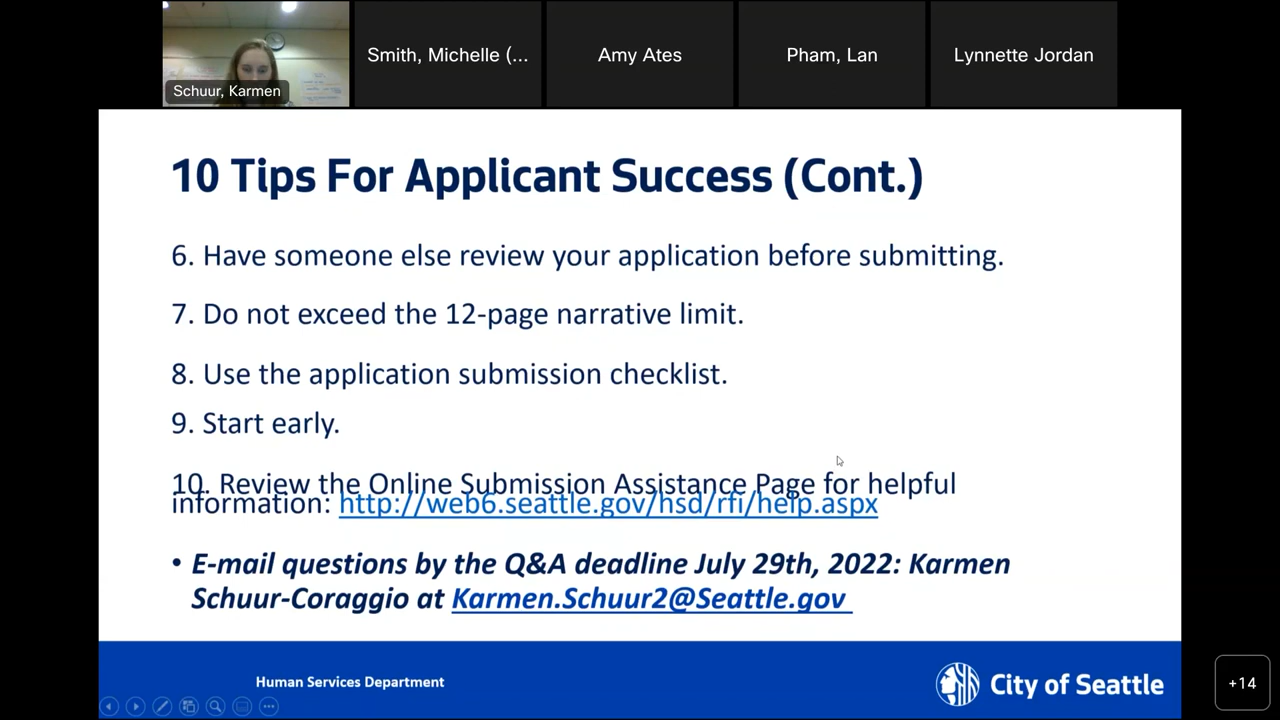 Schuur, Karmen
Smith, Michelle (...
Amy Ates
Pham, Lan
Lynnette Jordan
10 Tips For Applicant Success (Cont.)
6. Have someone else review your application before submitting.
7. Do not exceed the 12-page narrative limit.
8. Use the application submission checklist.
9. Start early.
10. Review the Online Submission Assistance Page for helpful
information: http://web6.seattle.gov/hsd/rfi/help.aspx
• E-mail questions by the Q&A deadline July 29th, 2022: Karmen
Schuur-Coraggio at Karmen.Schuur2@Seattle.gov
Human Services Department
City of Seattle
+14